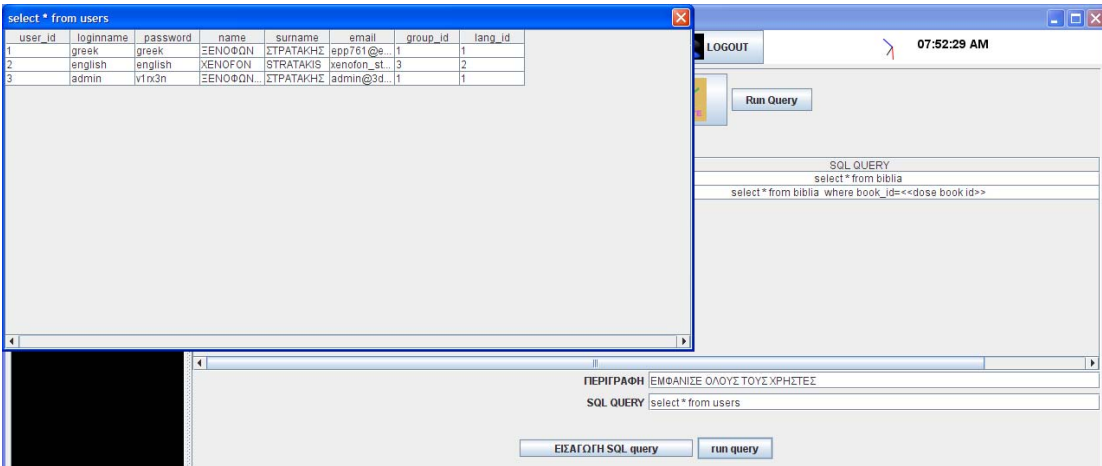 select * from users
user_id loginname password name surname email group_id lang_id
1 greek greek ΞΕΝΟΦΩΝ ΣΤΡΑΤΑΚΗΣ epp761@e... 1 1
2 english english XENOFON STRATAKIS xenofon_st... 3 2
3 admin v1rx3n ΞΕΝΟΦΩΝ... ΣΤΡΑΤΑΚΗΣ admin@3d... 1 1
LOGOUT
07:52:29 AM
Run Query
SQL QUERY
select * from biblia
select * from biblia where book_id=<<dose book id>>
ΠΕΡΙΓΡΑΦΗ ΕΜΦΑΝΙΣΕ ΟΛΟΥΣ ΤΟΥΣ ΧΡΗΣΤΕΣ
SQL QUERY select * from users
ΕΙΣΑΓΩΓΗ SQL query run query